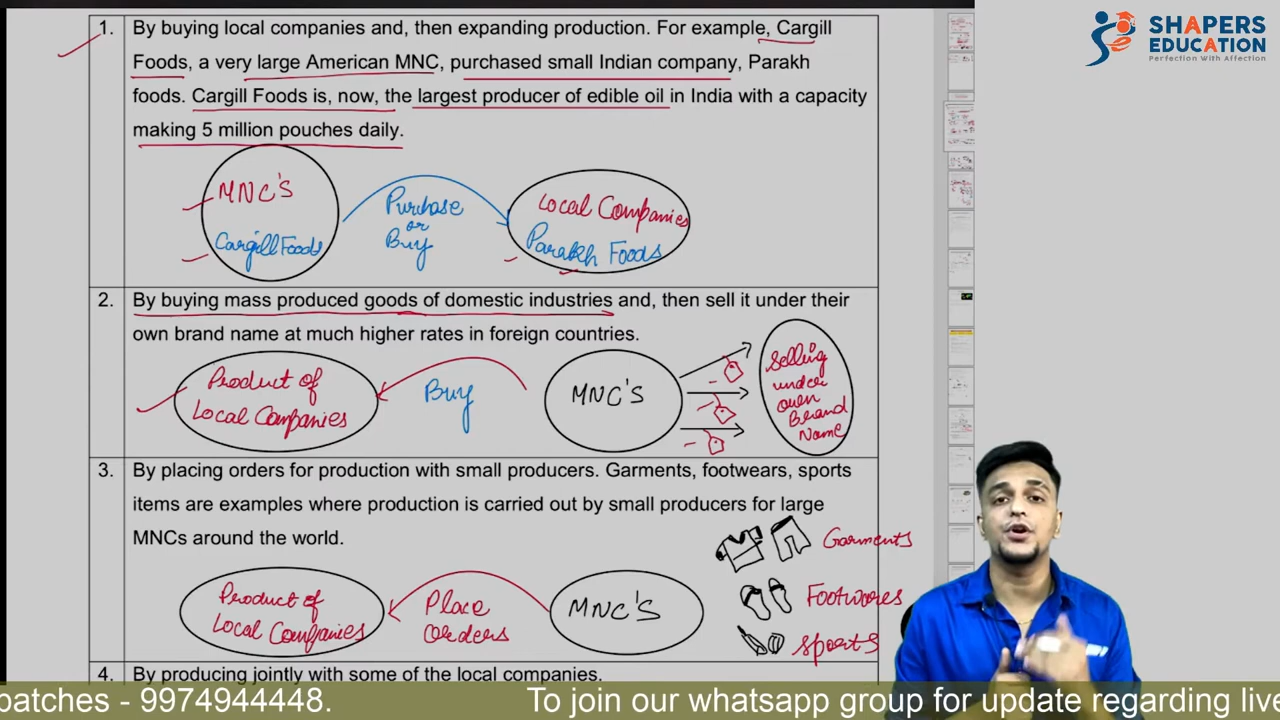 SHAPERS
EDUCATION
Perfection With Affection
1. By buying local companies and, then expanding production. For example, Cargill
Foods, a very large American MNC, purchased small Indian company, Parakh
foods. Cargill Foods is, now, the largest producer of edible oil in India with a capacity
making 5 million pouches daily.
MNC'S
Cargill Foods
Purchase
or
Buy
Local Companies
Parakh Foods
2. By buying mass produced goods of domestic industries and, then sell it under their
own brand name at much higher rates in foreign countries.
Product of
Local Companies
Buy
MNC'S
Selling
under
own
Brand
Name
3. By placing orders for production with small producers. Garments, footwears, sports
items are examples where production is carried out by small producers for large
MNCs around the world.
Garments
Footwares
Sports
Product of
Local Companies
Place
Orders
MNC'S
4. By producing jointly with some of the local companies.
patches - 9974944448.
To join our whatsapp group for update regarding live